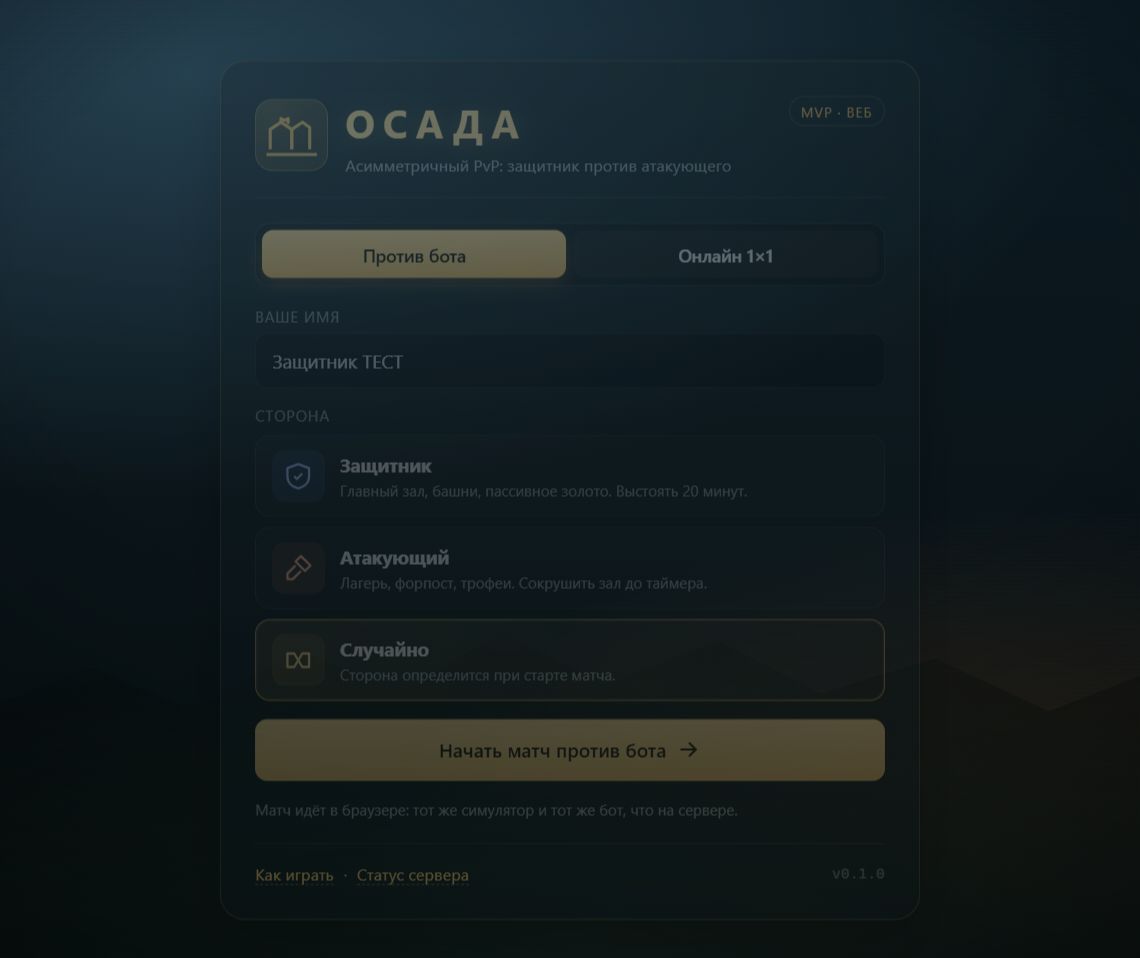 ОСАДА
MVP · ВЕБ
Асимметричный PvP: защитник против атакующего
Против бота
Онлайн 1×1
ВАШЕ ИМЯ
Защитник ТЕСТ
СТОРОНА
Защитник
Главный зал, башни, пассивное золото. Выстоять 20 минут.
Атакующий
Лагерь, форпост, трофеи. Сокрушить зал до таймера.
Случайно
Сторона определится при старте матча.
Начать матч против бота →
Матч идёт в браузере: тот же симулятор и тот же бот, что на сервере.
Как играть · Статус сервера
v0.1.0